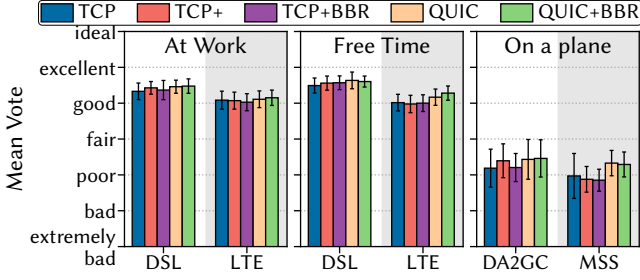 TCP TCP+ TCP+BBR QUIC QUIC+BBR
At Work Free Time On a plane
Mean Vote
ideal
excellent
good
fair
poor
bad
extremely
bad
DSL LTE DSL LTE DA2GC MSS